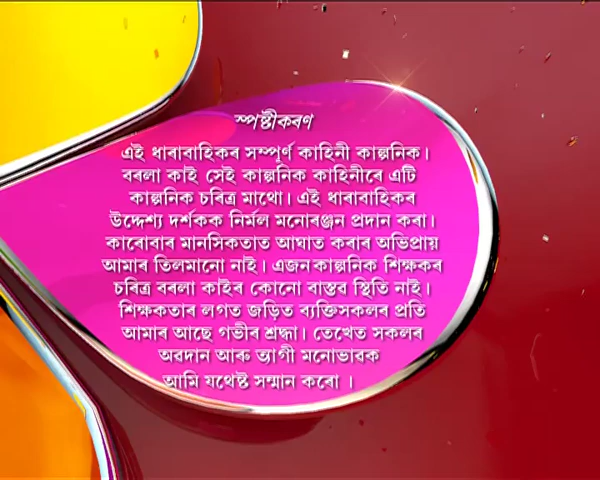 স্পষ্টীকৰণ
এই ধাৰাবাহিকৰ সম্পূৰ্ণ কাহিনী কাল্পনিক।
বৰলা কাই সেই কাল্পনিক কাহিনীৰে এটি
কাল্পনিক চৰিত্ৰ মাথো। এই ধাৰাবাহিকৰ
উদ্দেশ্য দৰ্শকক নিৰ্মল মনোৰঞ্জন প্ৰদান কৰা।
কাৰোবাৰ মানসিকতাত আঘাত কৰাৰ অভিপ্ৰায়
আমাৰ তিলমানো নাই। এজন কাল্পনিক শিক্ষকৰ
চৰিত্ৰ বৰলা কাইৰ কোনো বাস্তৱ স্থিতি নাই।
শিক্ষকতাৰ লগত জড়িত ব্যক্তিসকলৰ প্ৰতি
আমাৰ আছে গভীৰ শ্ৰদ্ধা। তেখেত সকলৰ
অৱদান আৰু ত্যাগী মনোভাৱক
আমি যথেষ্ট সন্মান কৰো ।